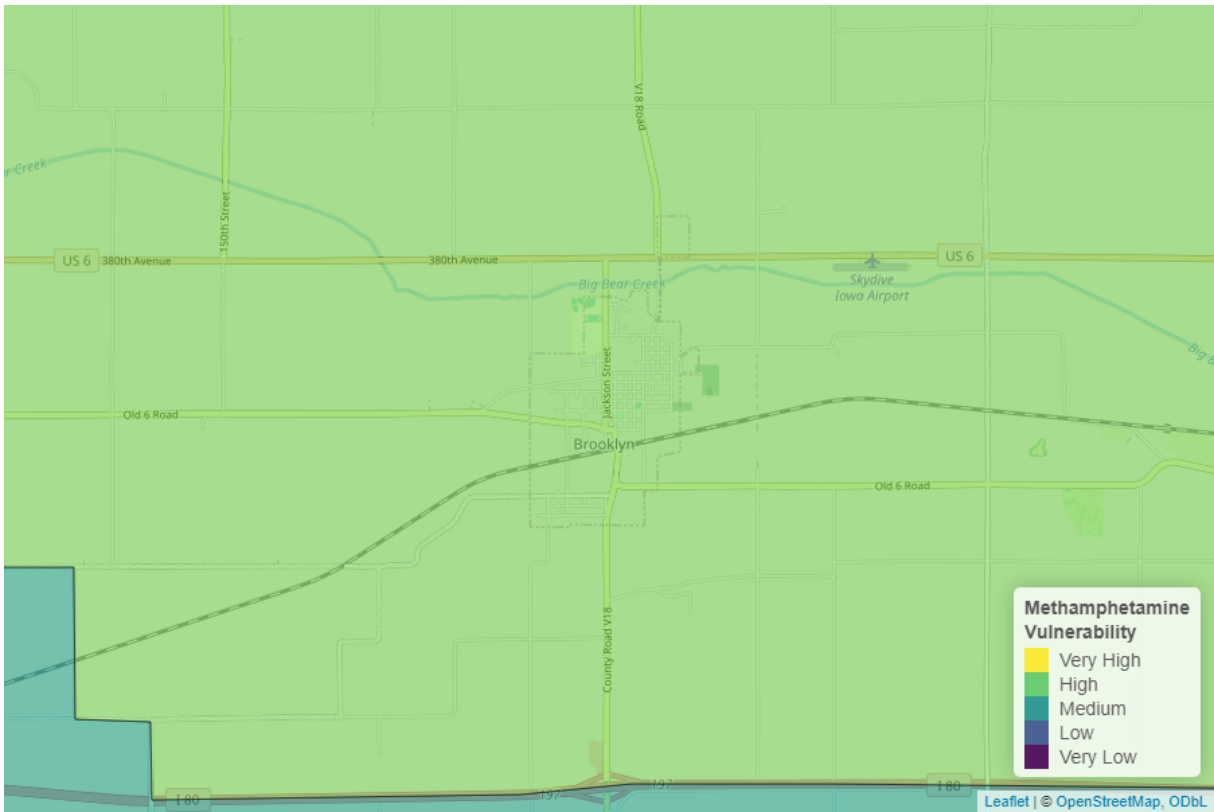 V18 Road
r Creek
150th Street
US 6
380th Avenue
380th Avenue
US 6
Big Bear Creek
Skydive
Iowa Airport
Big B
Jackson Street
Old 6 Road
Brooklyn
Old 6 Road
County Road V18
I 80
197
197
I 80
Methamphetamine
Vulnerability
Very High
High
Medium
Low
Very Low
Leaflet | © OpenStreetMap, ODbL